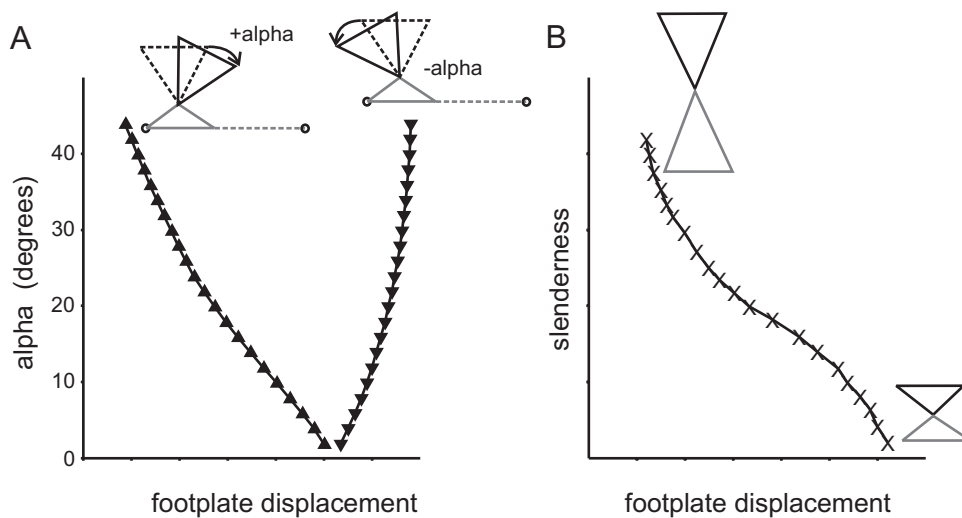 A
+alpha
-alpha
B
40
30
20
10
0
alpha (degrees)
slenderness
footplate displacement
footplate displacement